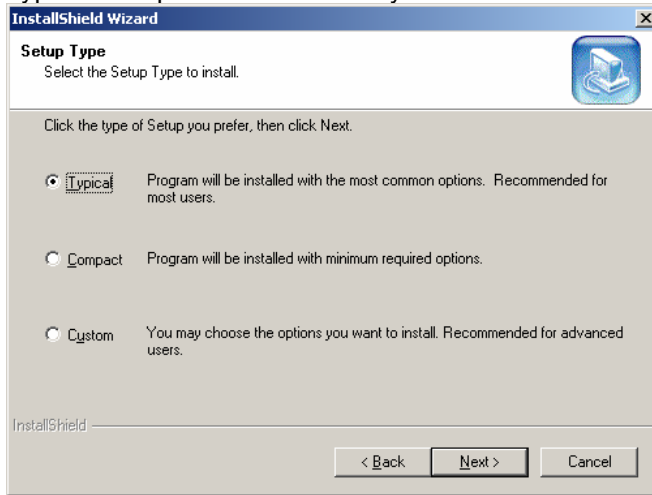 InstallShield Wizard
Setup Type
Select the Setup Type to install.
Click the type of Setup you prefer, then click Next.
Typical
Program will be installed with the most common options. Recommended for
most users.
Compact
Program will be installed with minimum required options.
Custom
You may choose the options you want to install. Recommended for advanced
users.
InstallShield
< Back
Next >
Cancel